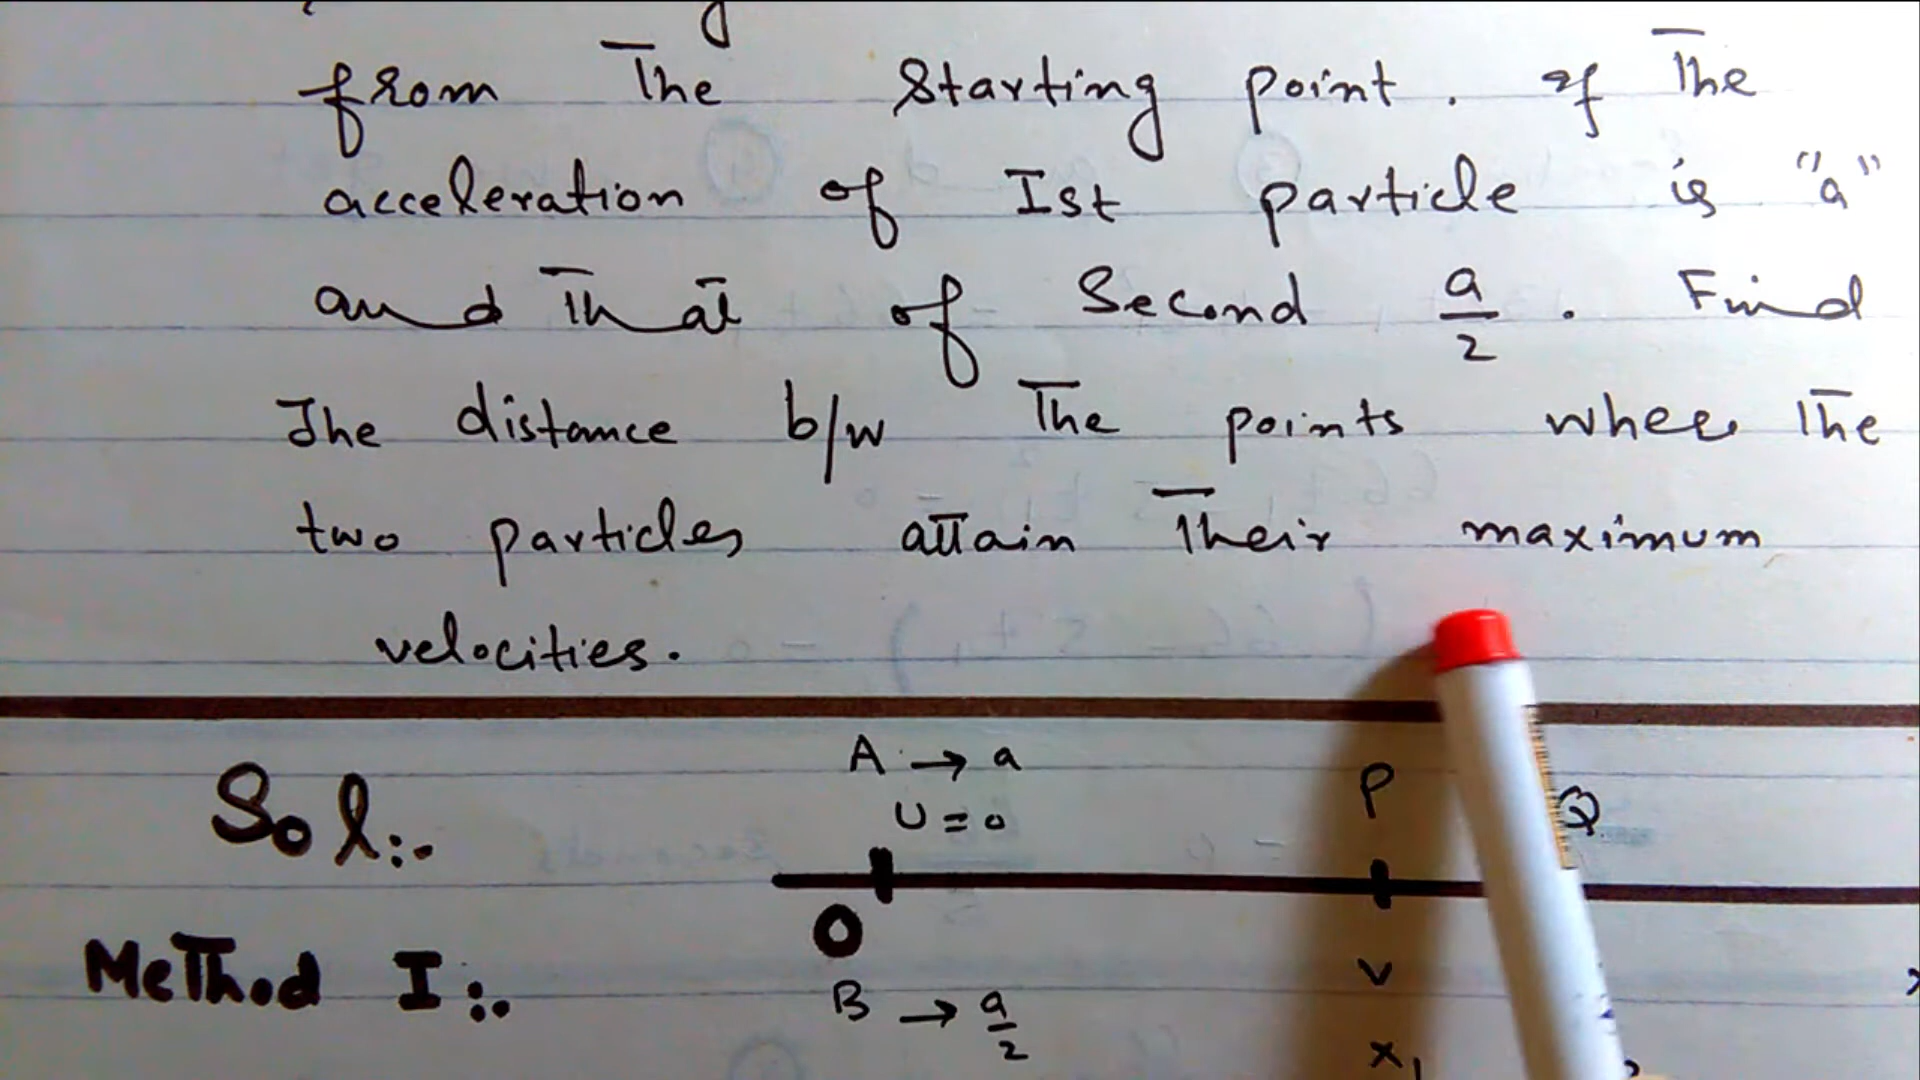 from The Starting point. If The
acceleration of Ist particle is "a"
and That of Second a/2. Find
The distance b/w The points where The
two particles attain Their maximum
velocities.
Sol:.
A → a
U = 0
P
Q
O
Method I:.
B → a/2
v
x1